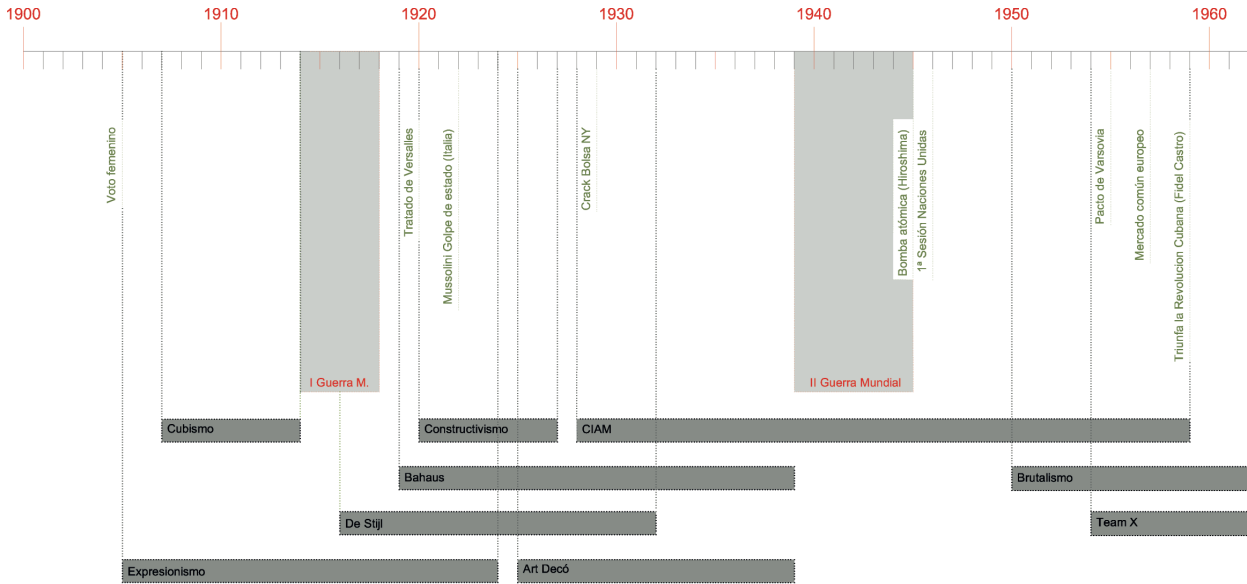 1900
1910
1920
1930
1940
1950
1960
Voto femenino
Tratado de Versalles
Mussolini Golpe de estado (Italia)
Crack Bolsa NY
Bomba atómica (Hiroshima)
1ª Sesión Naciones Unidas
Pacto de Varsovia
Mercado común europeo
Triunfa la Revolucion Cubana (Fidel Castro)
I Guerra M.
II Guerra Mundial
Cubismo
Constructivismo
CIAM
Bahaus
Brutalismo
De Stijl
Team X
Expresionismo
Art Decó